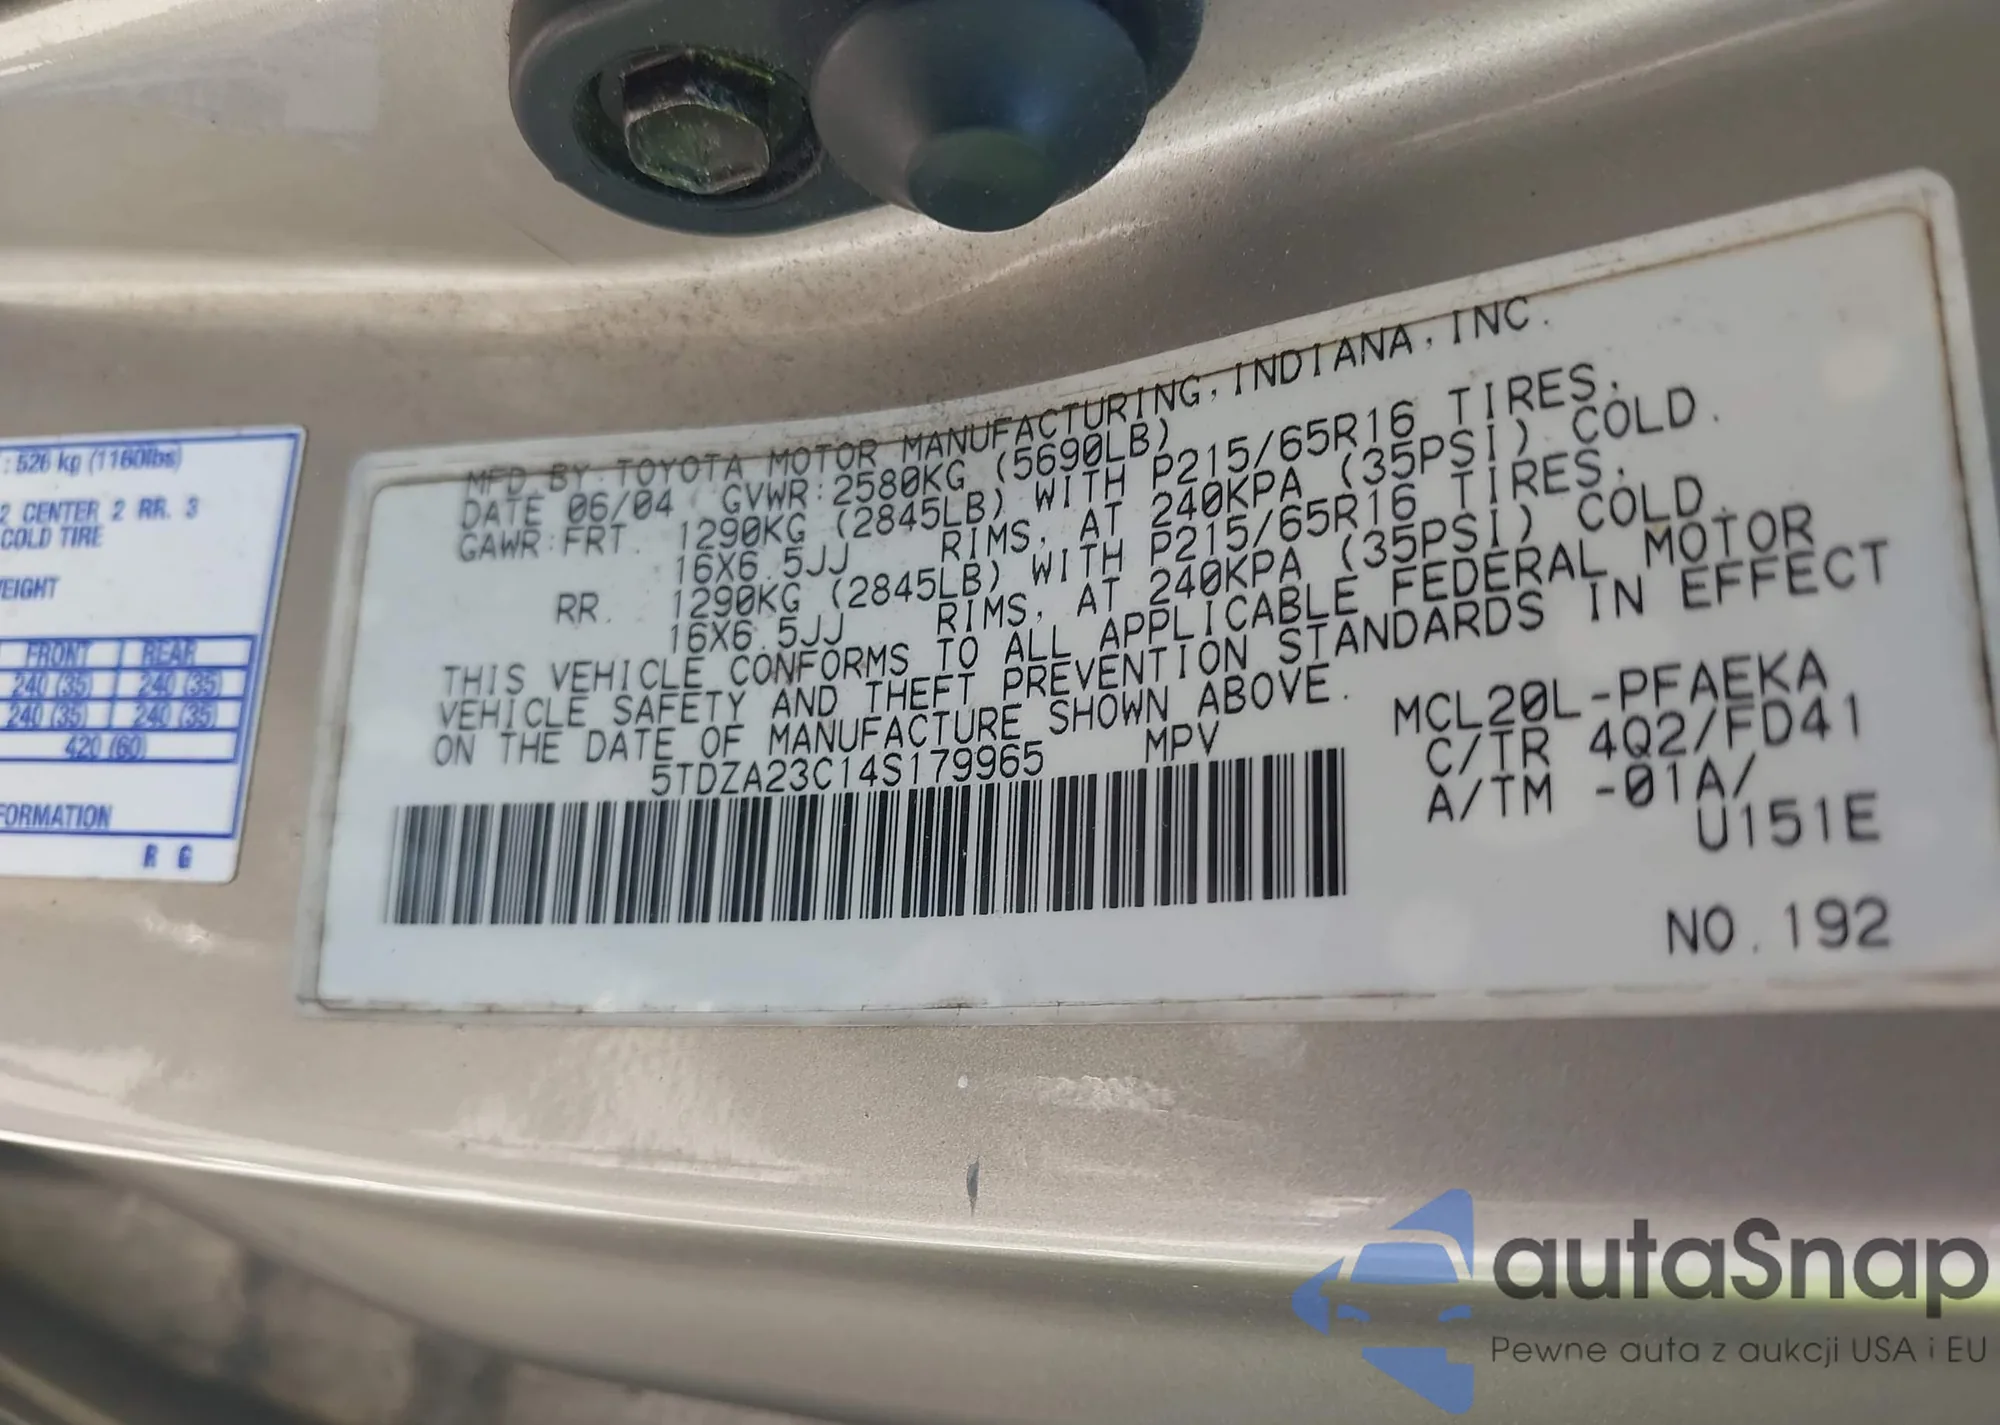 : 526 kg (1160lbs)
2 CENTER 2 RR. 3
COLD TIRE
EIGHT
FRONT REAR
240 (35) 240 (35)
240 (35) 240 (35)
420 (60)
FORMATION
R G
MFD BY: TOYOTA MOTOR MANUFACTURING, INDIANA, INC.
DATE 06/04 GVWR:2580KG (5690LB)
GAWR:FRT. 1290KG (2845LB) WITH P215/65R16 TIRES,
16X6.5JJ RIMS, AT 240KPA (35PSI) COLD.
RR. 1290KG (2845LB) WITH P215/65R16 TIRES,
16X6.5JJ RIMS, AT 240KPA (35PSI) COLD.
THIS VEHICLE CONFORMS TO ALL APPLICABLE FEDERAL MOTOR
VEHICLE SAFETY AND THEFT PREVENTION STANDARDS IN EFFECT
ON THE DATE OF MANUFACTURE SHOWN ABOVE.
5TDZA23C14S179965 MPV
MCL20L-PFAEKA
C/TR 4Q2/FD41
A/TM -01A/
U151E
NO.192
autaSnap
Pewne auta z aukcji USA i EU